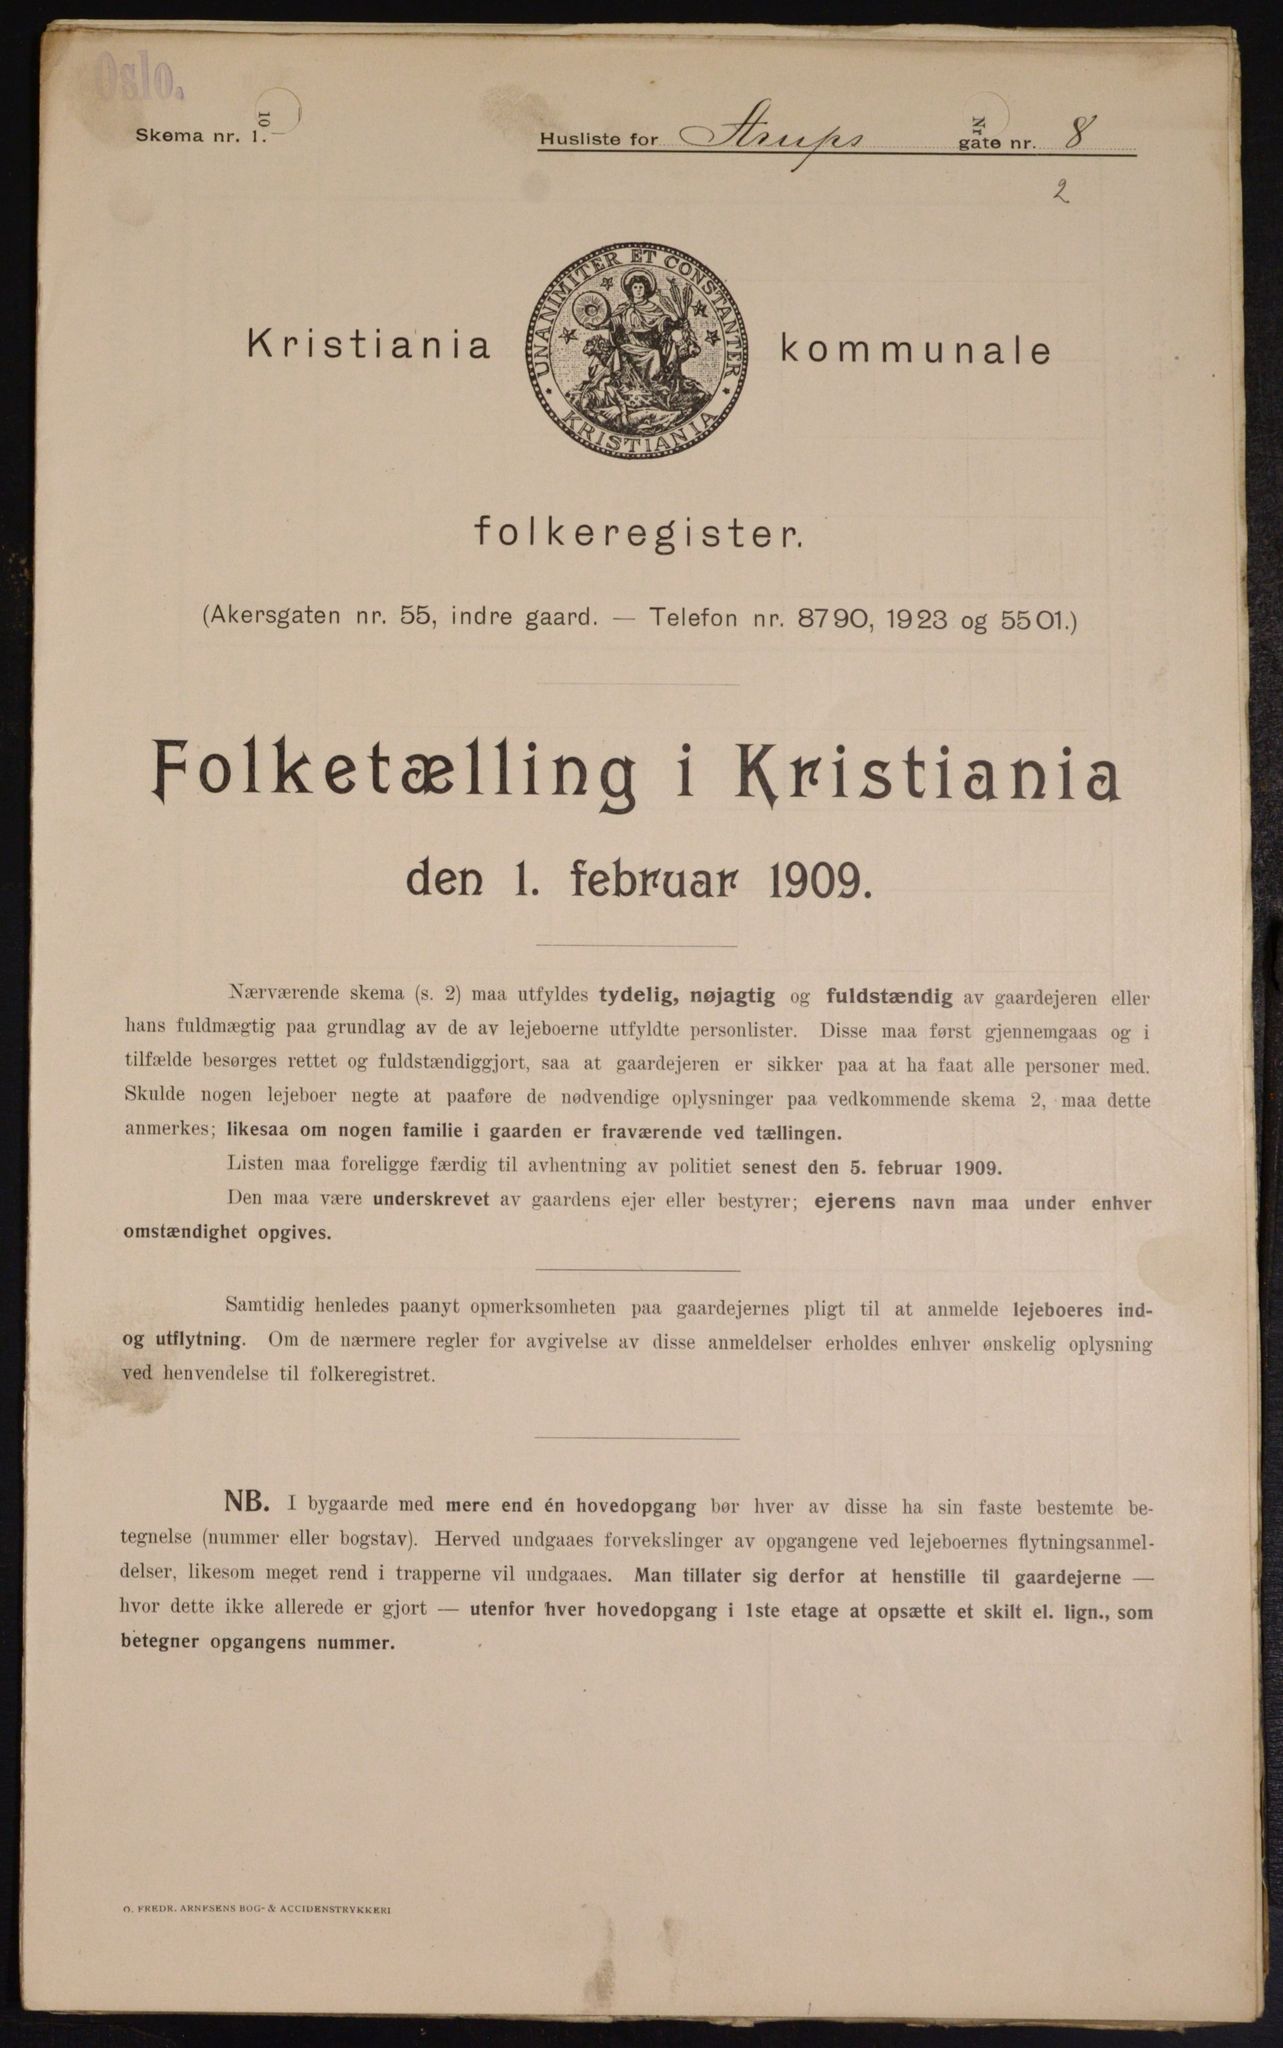 Oslo.
Skema nr. 1.
10
Husliste for Arups gate nr. 8
Nr
2
UNANIMITER ET CONSTANTER
KRISTIANIA
Kristiania kommunale
folkeregister.
(Akersgaten nr. 55, indre gaard. — Telefon nr. 8790, 1923 og 5501.)
Folketælling i Kristiania
den 1. februar 1909.
Nærværende skema (s. 2) maa utfyldes tydelig, nøjagtig og fuldstændig av gaardejeren eller
hans fuldmægtig paa grundlag av de av lejeboerne utfyldte personlister. Disse maa først gjennemgaas og i
tilfælde besørges rettet og fuldstændiggjort, saa at gaardejeren er sikker paa at ha faat alle personer med.
Skulde nogen lejeboer negte at paaføre de nødvendige oplysninger paa vedkommende skema 2, maa dette
anmerkes; likesaa om nogen familie i gaarden er fraværende ved tællingen.
Listen maa foreligge færdig til avhentning av politiet senest den 5. februar 1909.
Den maa være underskrevet av gaardens ejer eller bestyrer; ejerens navn maa under enhver
omstændighet opgives.
Samtidig henledes paanyt opmerksomheten paa gaardejernes pligt til at anmelde lejeboeres ind-
og utflytning. Om de nærmere regler for avgivelse av disse anmeldelser erholdes enhver ønskelig oplysning
ved henvendelse til folkeregistret.
NB. I bygaarde med mere end én hovedopgang bør hver av disse ha sin faste bestemte be-
tegnelse (nummer eller bogstav). Herved undgaaes forvekslinger av opgangene ved lejeboernes flytningsanmel-
delser, likesom meget rend i trapperne vil undgaaes. Man tillater sig derfor at henstille til gaardejerne —
hvor dette ikke allerede er gjort — utenfor hver hovedopgang i 1ste etage at opsætte et skilt el. lign., som
betegner opgangens nummer.
O. FREDR. ARNESENS BOG- & ACCIDENSTRYKKERI